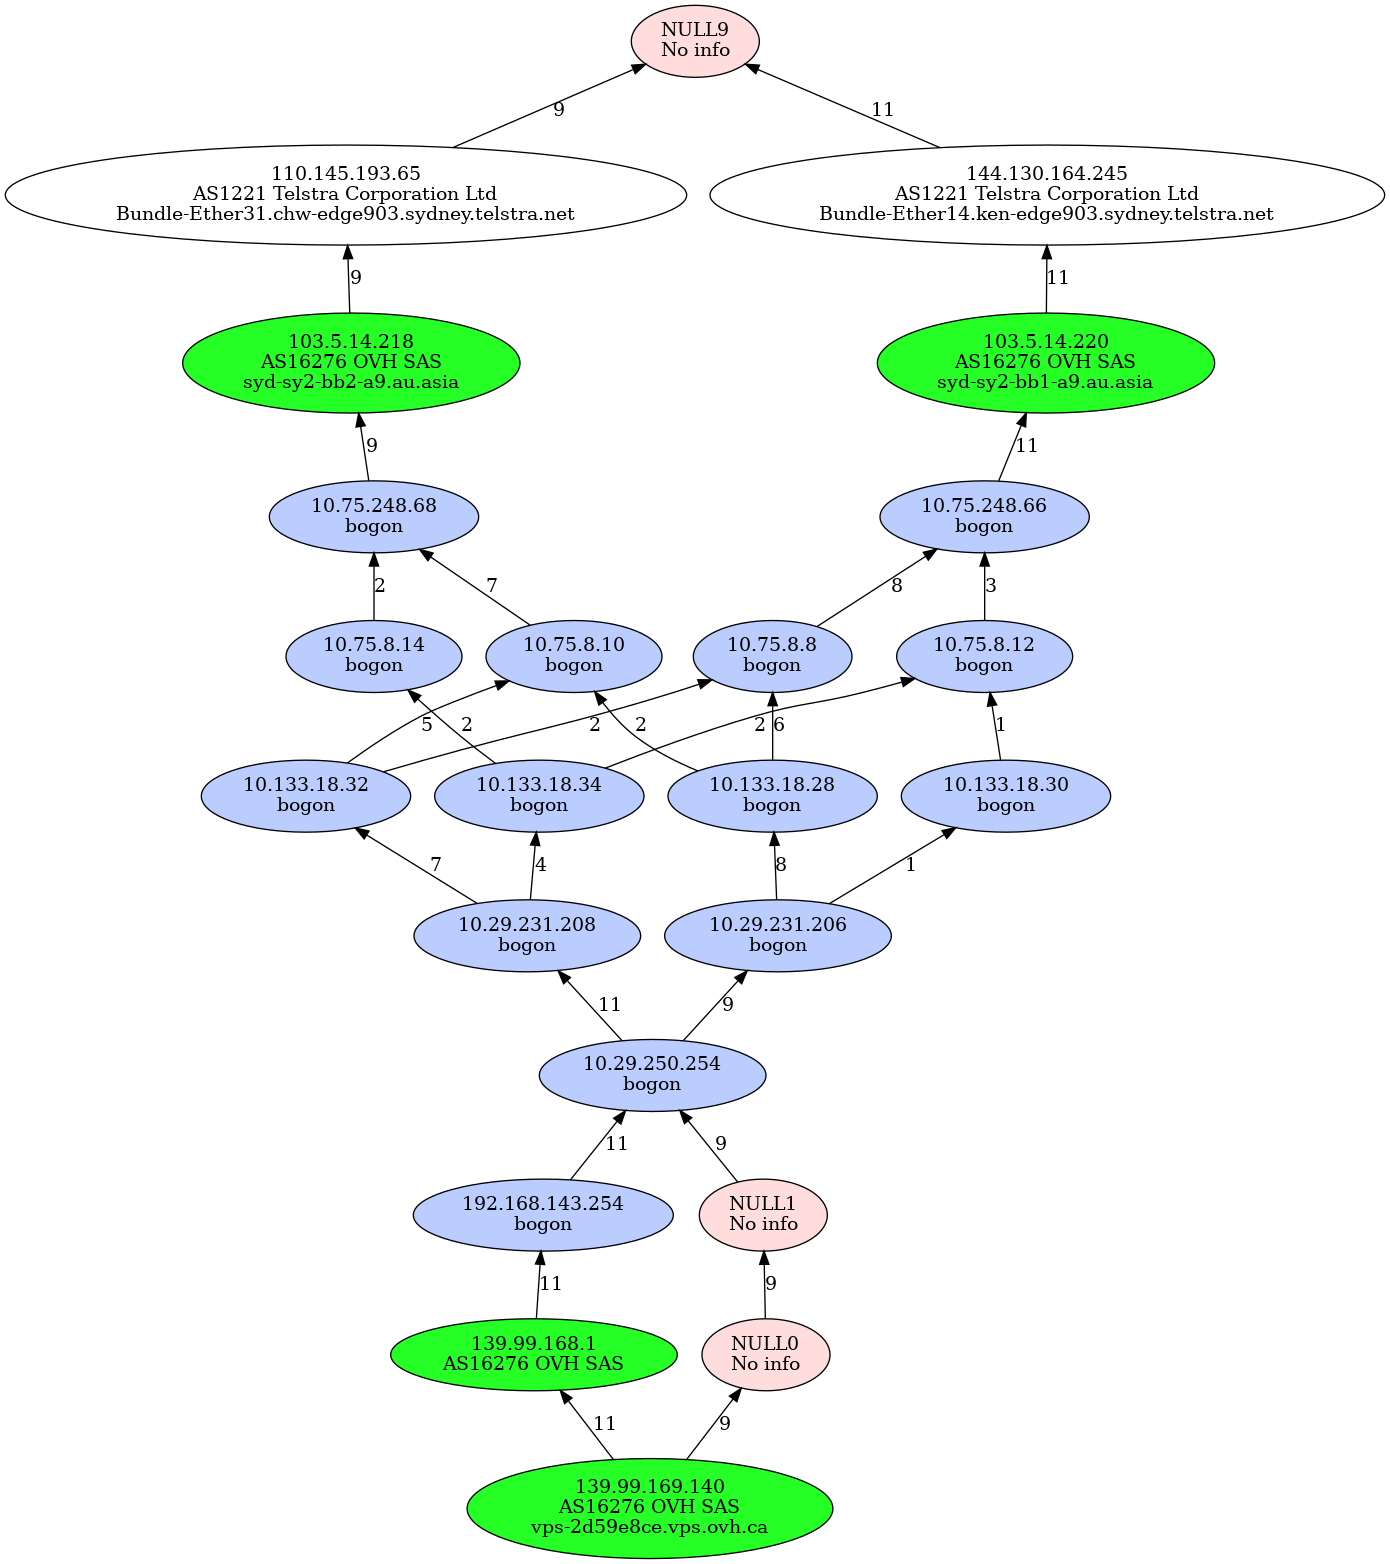 NULL9
No info
9
11
110.145.193.65
AS1221 Telstra Corporation Ltd
Bundle-Ether31.chw-edge903.sydney.telstra.net
144.130.164.245
AS1221 Telstra Corporation Ltd
Bundle-Ether14.ken-edge903.sydney.telstra.net
9
11
103.5.14.218
AS16276 OVH SAS
syd-sy2-bb2-a9.au.asia
103.5.14.220
AS16276 OVH SAS
syd-sy2-bb1-a9.au.asia
9
11
10.75.248.68
bogon
10.75.248.66
bogon
2
7
8
3
10.75.8.14
bogon
10.75.8.10
bogon
10.75.8.8
bogon
10.75.8.12
bogon
5
2
2
2
2
6
1
10.133.18.32
bogon
10.133.18.34
bogon
10.133.18.28
bogon
10.133.18.30
bogon
7
4
8
1
10.29.231.208
bogon
10.29.231.206
bogon
11
9
10.29.250.254
bogon
11
9
192.168.143.254
bogon
NULL1
No info
11
9
139.99.168.1
AS16276 OVH SAS
NULL0
No info
11
9
139.99.169.140
AS16276 OVH SAS
vps-2d59e8ce.vps.ovh.ca